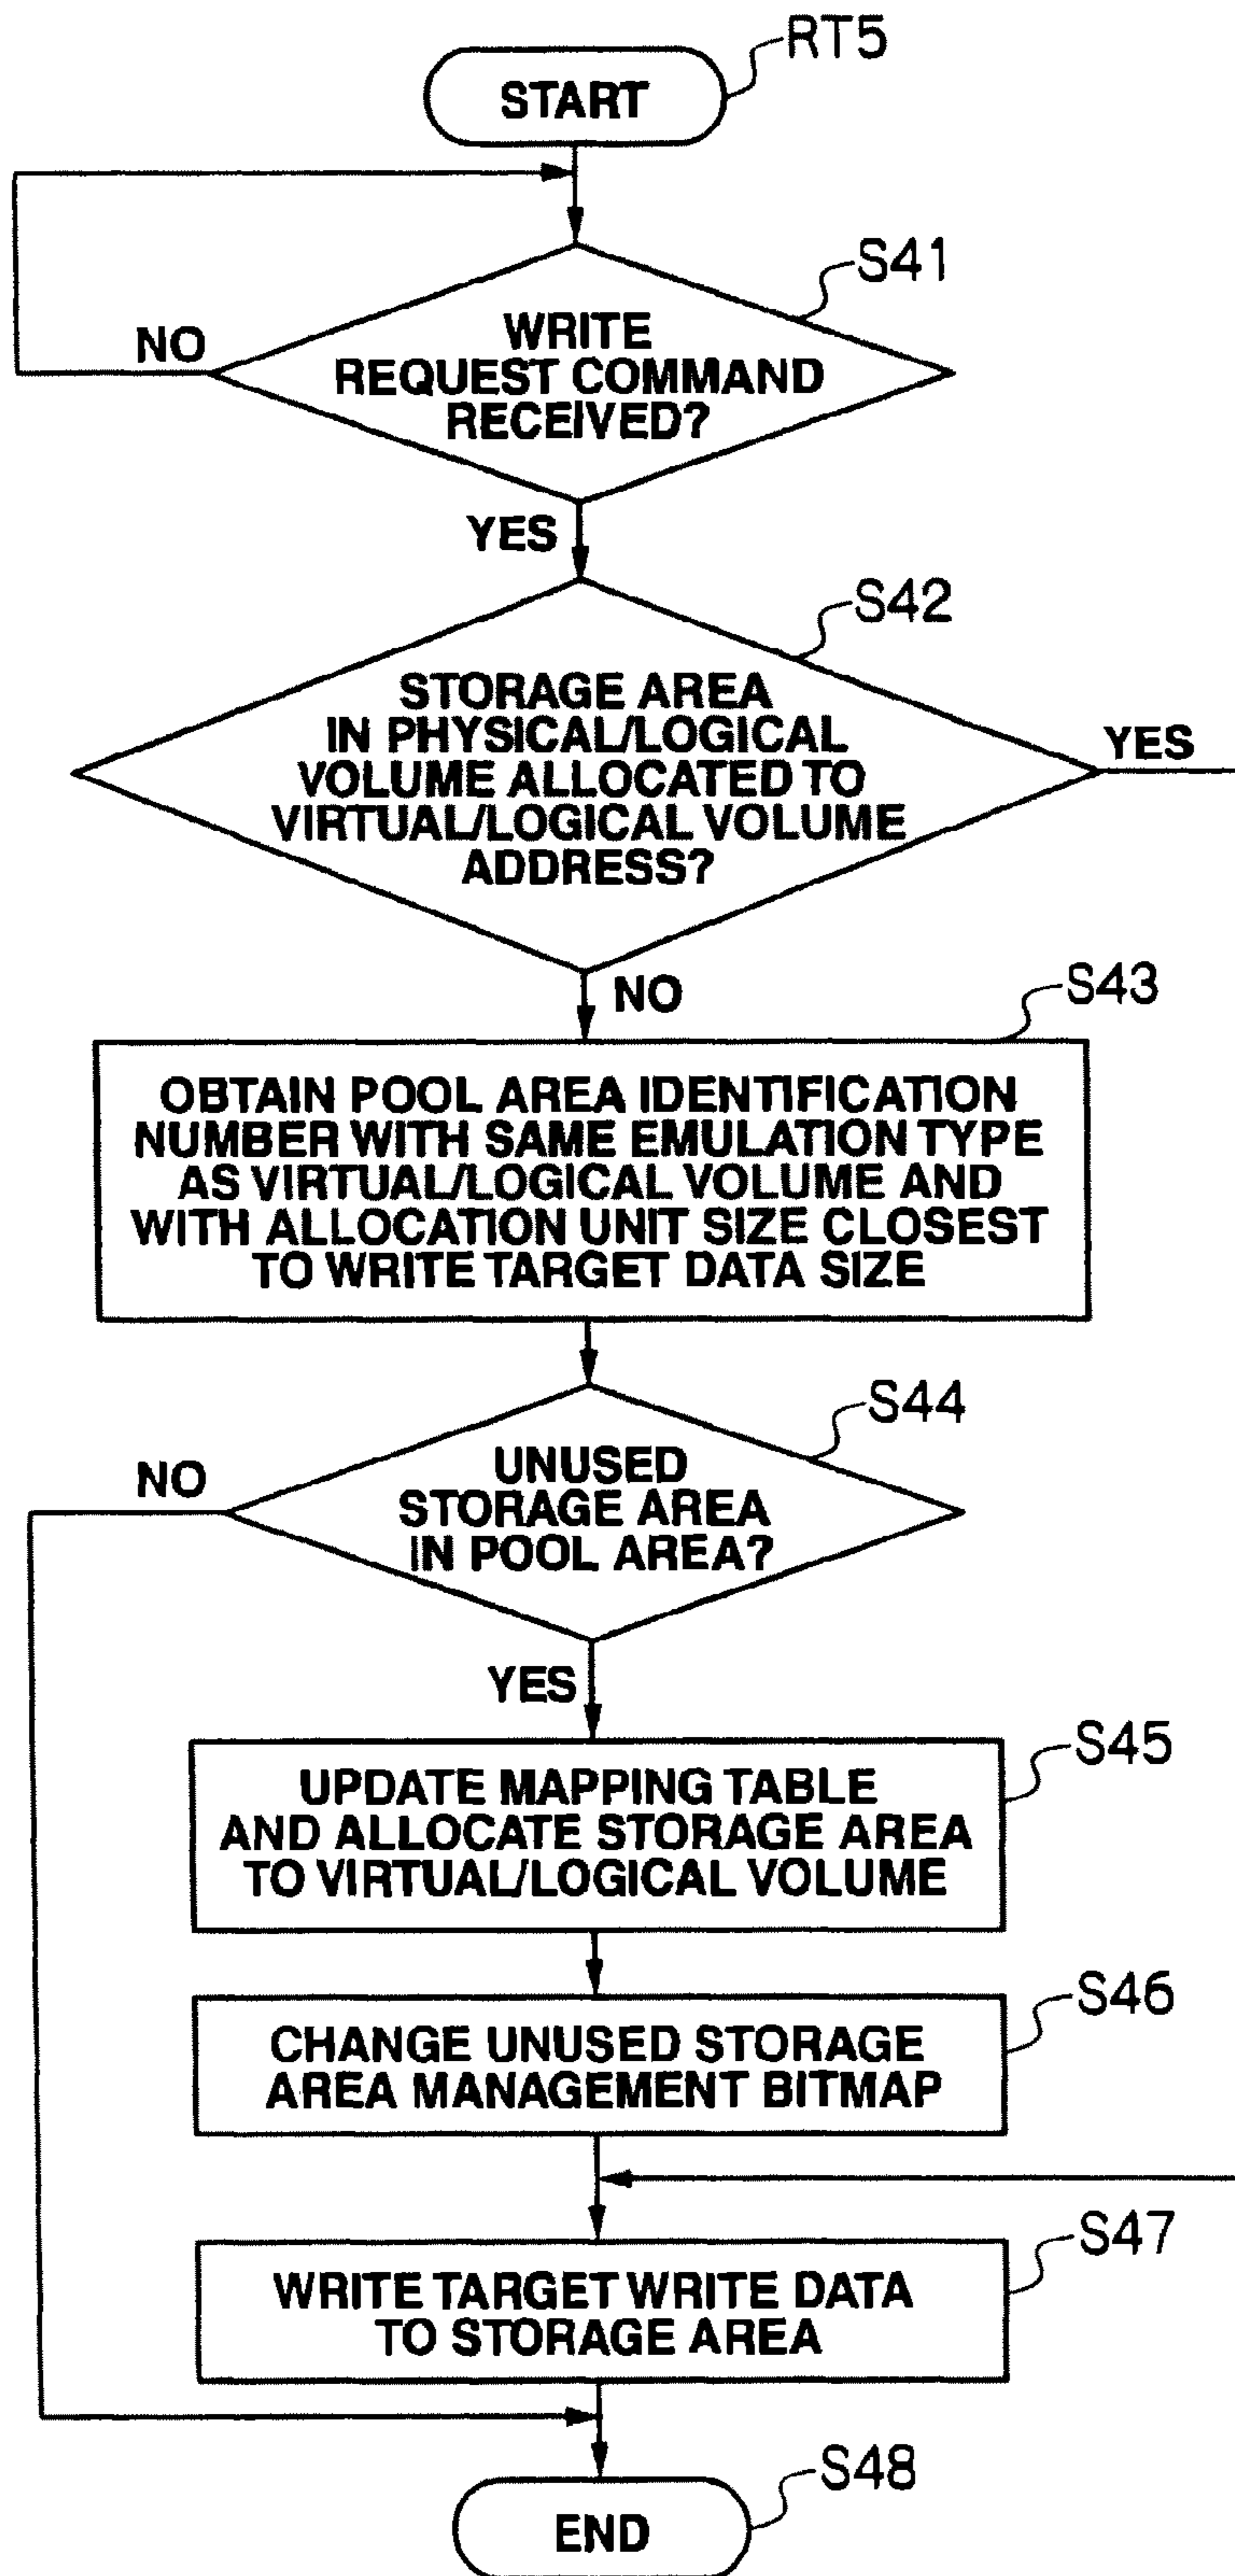 RT5
START
S41
NO
WRITE
REQUEST COMMAND
RECEIVED?
YES
S42
STORAGE AREA
IN PHYSICAL/LOGICAL
VOLUME ALLOCATED TO
VIRTUAL/LOGICAL VOLUME
ADDRESS?
YES
NO
S43
OBTAIN POOL AREA IDENTIFICATION
NUMBER WITH SAME EMULATION TYPE
AS VIRTUAL/LOGICAL VOLUME AND
WITH ALLOCATION UNIT SIZE CLOSEST
TO WRITE TARGET DATA SIZE
S44
NO
UNUSED
STORAGE AREA
IN POOL AREA?
YES
S45
UPDATE MAPPING TABLE
AND ALLOCATE STORAGE AREA
TO VIRTUAL/LOGICAL VOLUME
S46
CHANGE UNUSED STORAGE
AREA MANAGEMENT BITMAP
S47
WRITE TARGET WRITE DATA
TO STORAGE AREA
S48
END